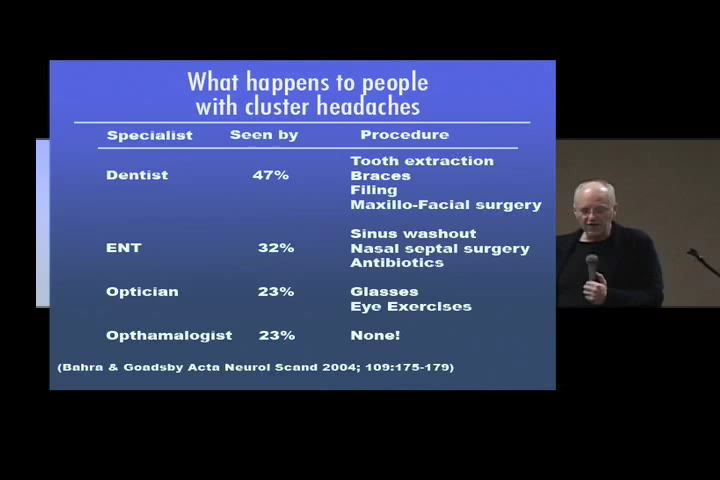 What happens to people
with cluster headaches
Specialist Seen by Procedure
Dentist 47% Tooth extraction
Braces
Filing
Maxillo-Facial surgery
ENT 32% Sinus washout
Nasal septal surgery
Antibiotics
Optician 23% Glasses
Eye Exercises
Opthamalogist 23% None!
(Bahra & Goadsby Acta Neurol Scand 2004; 109:175-179)